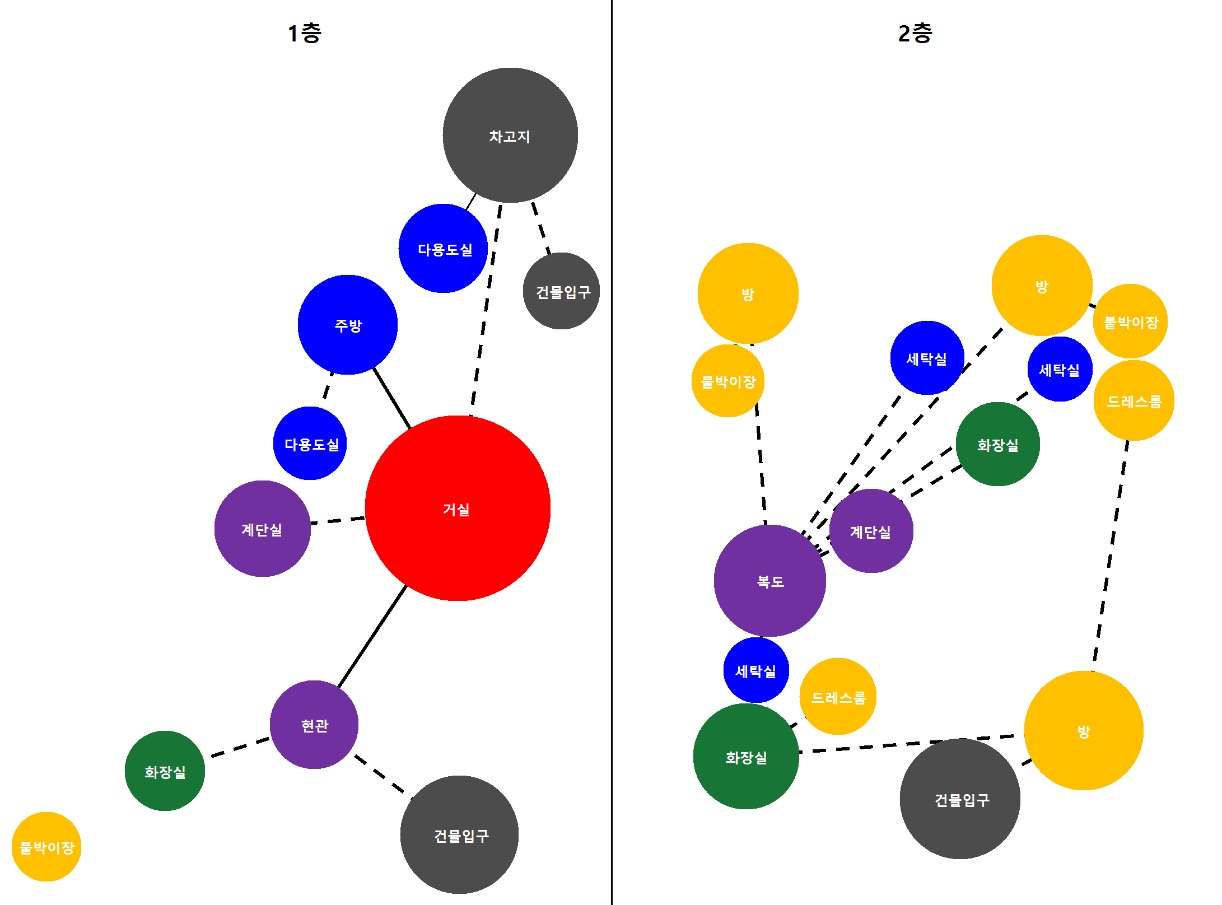 1층
차고지
다용도실
건물입구
주방
다용도실
거실
계단실
현관
화장실
건물입구
붙박이장
2층
방
방
붙박이장
세탁실
세탁실
붙박이장
드레스룸
화장실
계단실
복도
세탁실
드레스룸
방
화장실
건물입구